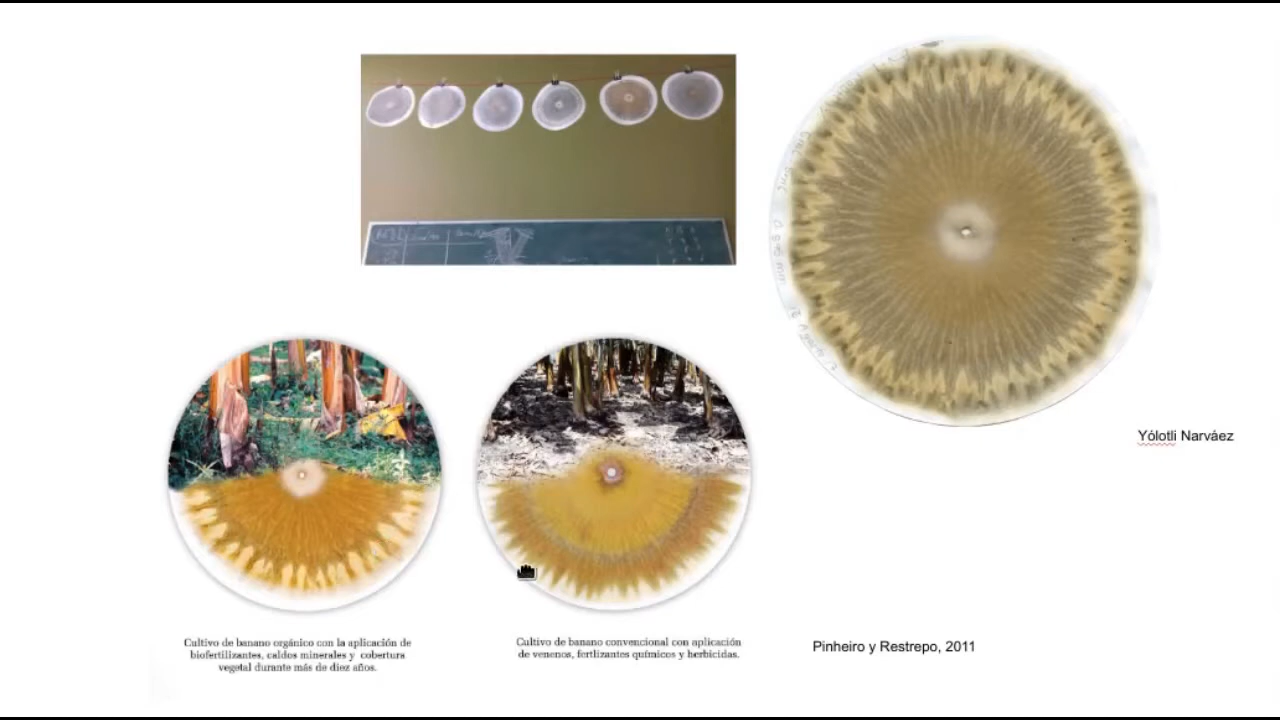 Yólotli Narváez
Cultivo de banano orgánico con la aplicación de
biofertilizantes, caldos minerales y cobertura
vegetal durante más de diez años.
Cultivo de banano convencional con aplicación
de venenos, fertlizantes químicos y herbicidas.
Pinheiro y Restrepo, 2011